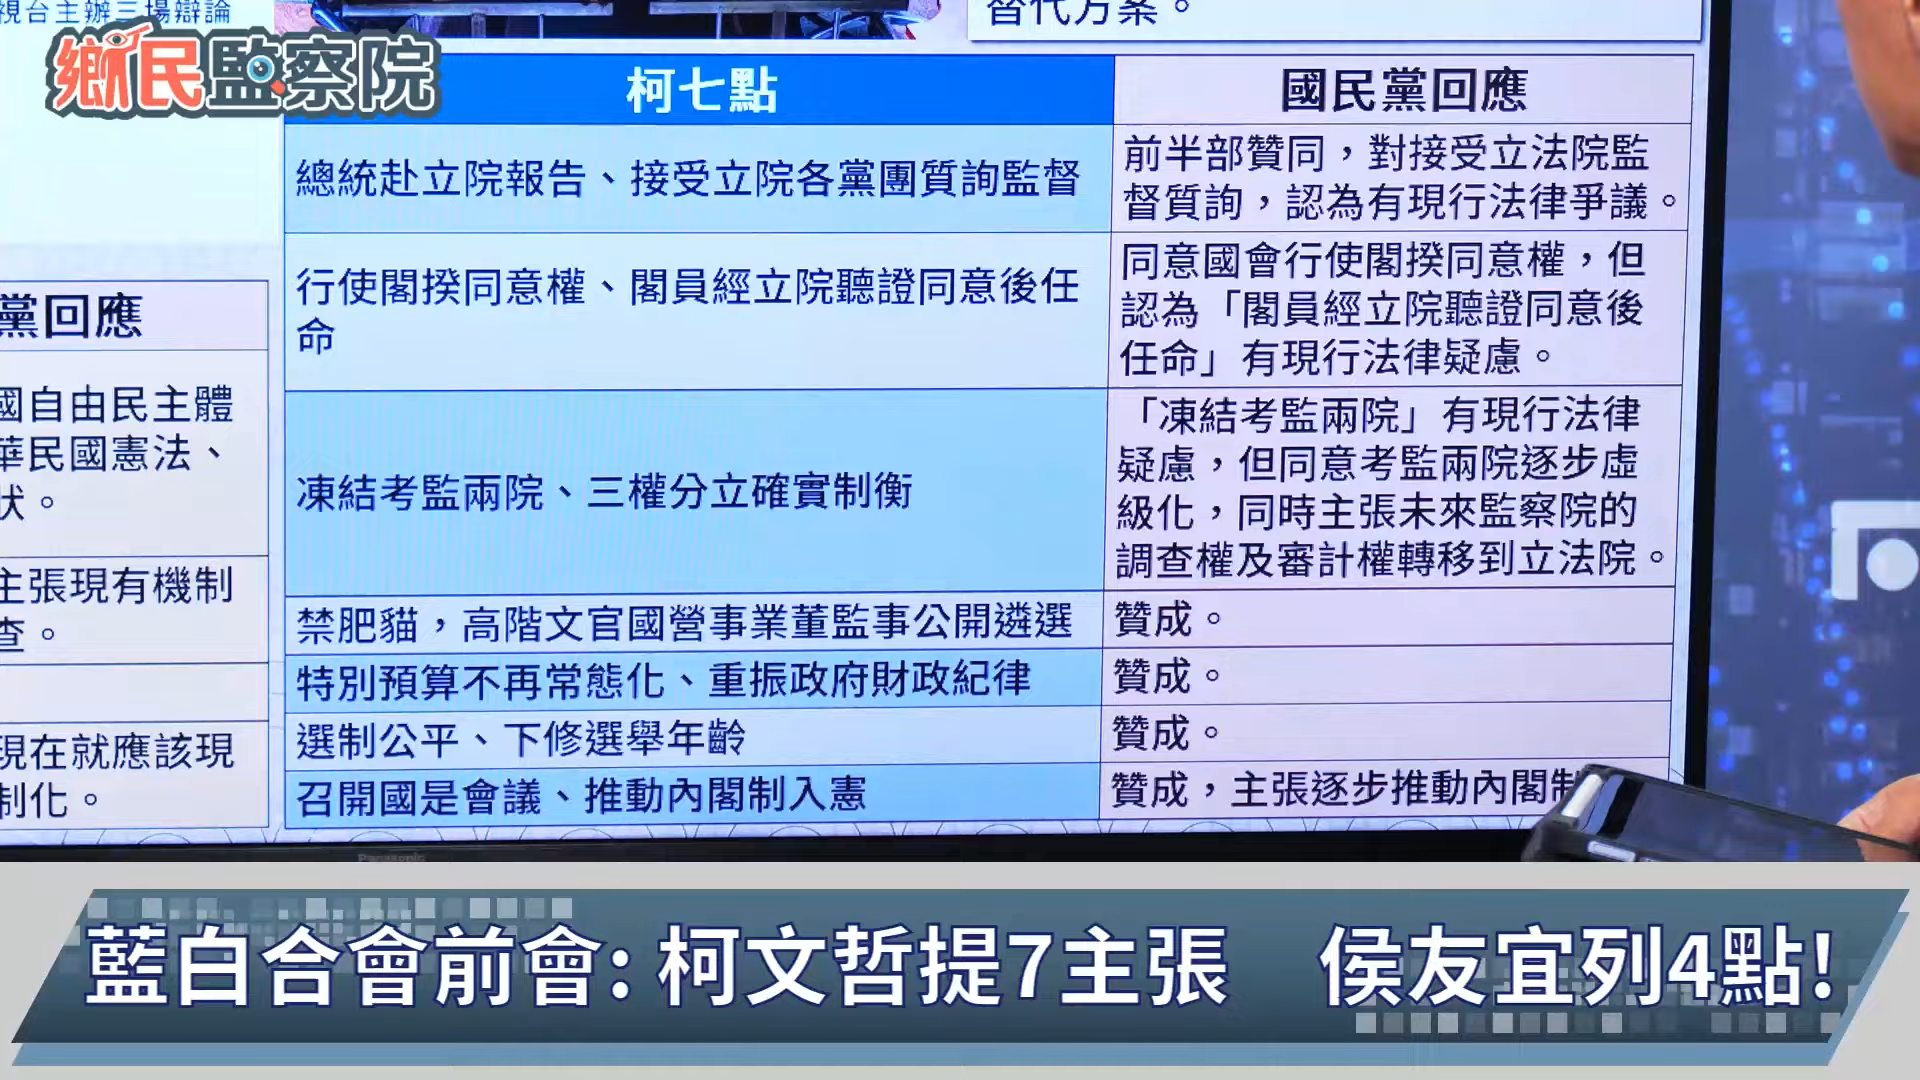 視台主辦三場辯論
替代方案。
鄉民監察院
柯七點
國民黨回應
總統赴立院報告、接受立院各黨團質詢監督
前半部贊同，對接受立法院監
督質詢，認為有現行法律爭議。
行使閣揆同意權、閣員經立院聽證同意後任
命
同意國會行使閣揆同意權，但
認為「閣員經立院聽證同意後
任命」有現行法律疑慮。
凍結考監兩院、三權分立確實制衡
「凍結考監兩院」有現行法律
疑慮，但同意考監兩院逐步虛
級化，同時主張未來監察院的
調查權及審計權轉移到立法院。
禁肥貓，高階文官國營事業董監事公開遴選
贊成。
特別預算不再常態化、重振政府財政紀律
贊成。
選制公平、下修選舉年齡
贊成。
召開國是會議、推動內閣制入憲
贊成，主張逐步推動內閣制
黨回應
國自由民主體
華民國憲法、
狀。
主張現有機制
查。
現在就應該現
制化。
Panasonic
藍白合會前會：柯文哲提7主張　侯友宜列4點！